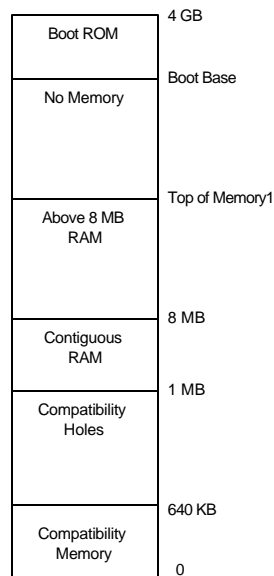 4 GB
Boot ROM
Boot Base
No Memory
Top of Memory1
Above 8 MB
RAM
8 MB
Contiguous
RAM
1 MB
Compatibility
Holes
640 KB
Compatibility
Memory
0